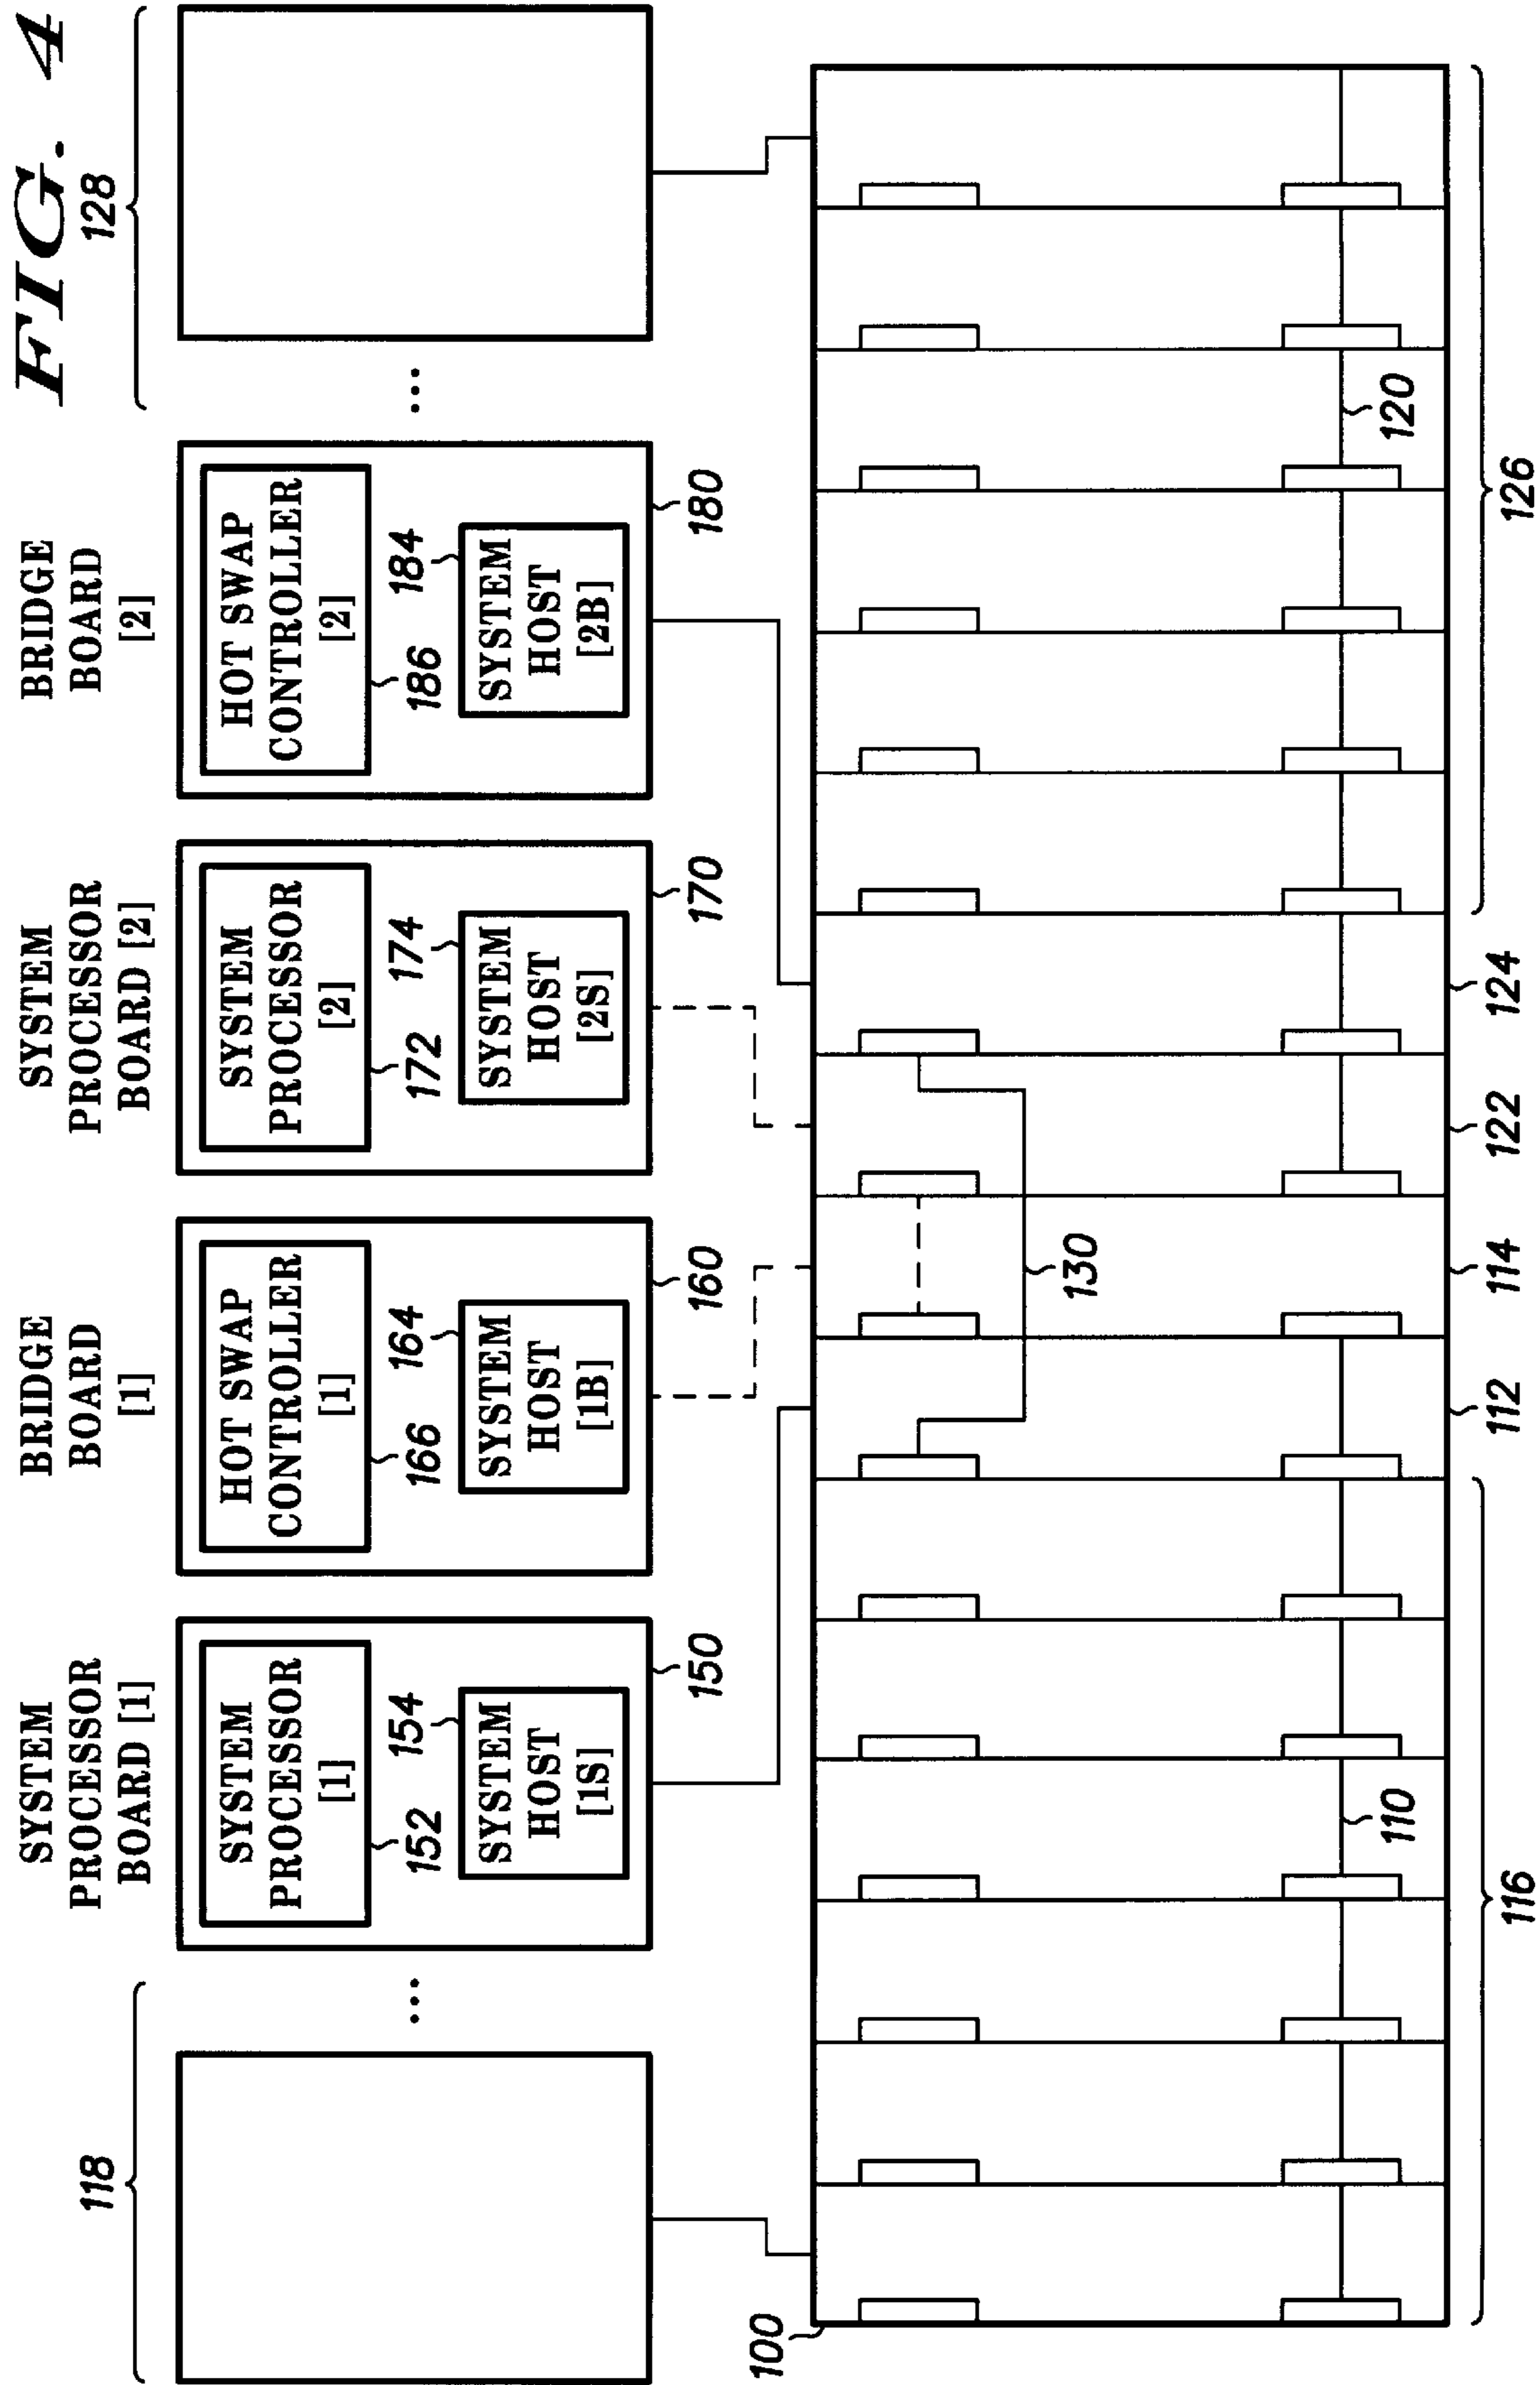 FIG. 4
118
128
SYSTEM
PROCESSOR
BOARD [1]
BRIDGE
BOARD
[1]
SYSTEM
PROCESSOR
BOARD [2]
BRIDGE
BOARD
[2]
SYSTEM
PROCESSOR
[1]
152
154
SYSTEM
HOST
[1S]
150
HOT SWAP
CONTROLLER
[1]
166
164
SYSTEM
HOST
[1B]
160
SYSTEM
PROCESSOR
[2]
172
174
SYSTEM
HOST
[2S]
170
HOT SWAP
CONTROLLER
[2]
186
184
SYSTEM
HOST
[2B]
180
...
...
100
130
110
120
116
112
114
122
124
126